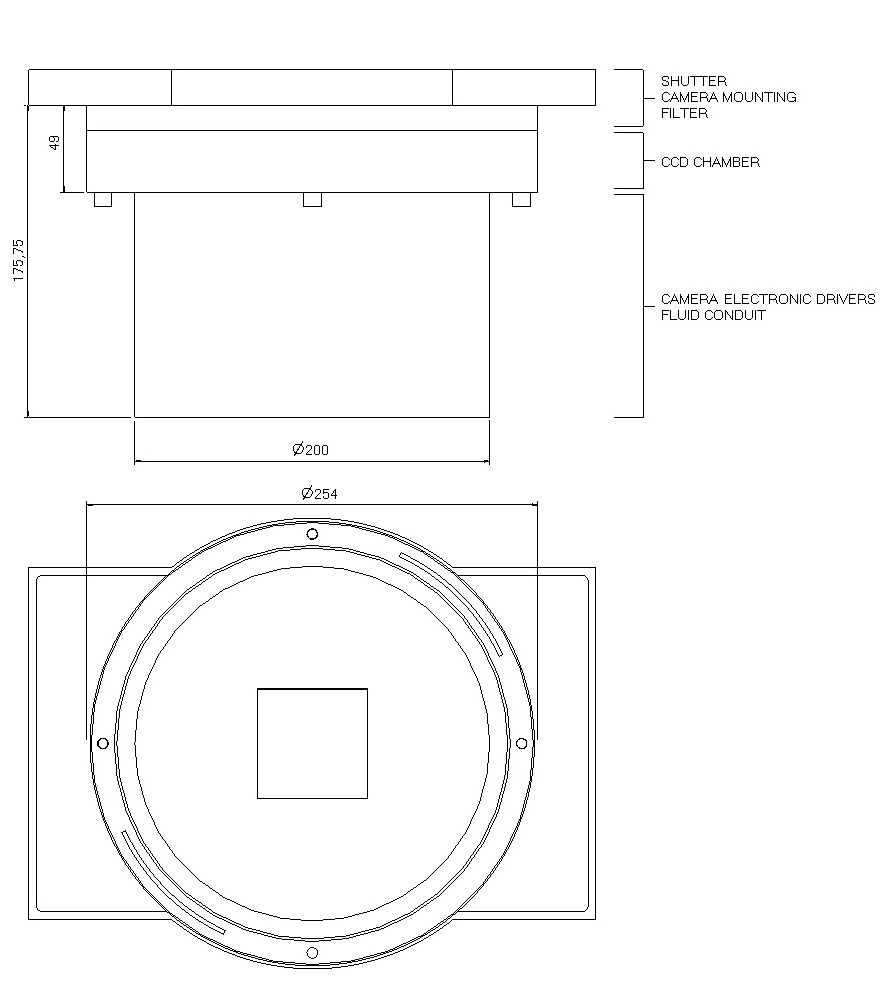 SHUTTER
CAMERA MOUNTING
FILTER
49
CCD CHAMBER
175,75
CAMERA ELECTRONIC DRIVERS
FLUID CONDUIT
Ø200
Ø254